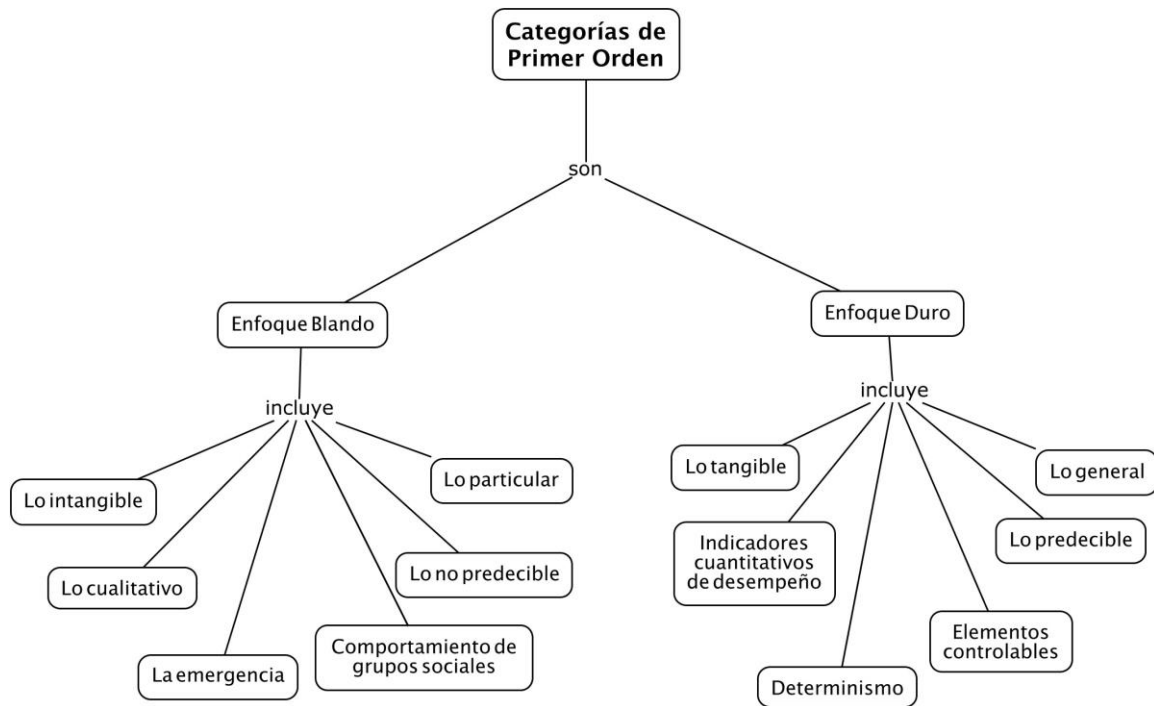 Categorías de
Primer Orden
son
Enfoque Blando
Enfoque Duro
incluye
incluye
Lo intangible
Lo cualitativo
La emergencia
Comportamiento de
grupos sociales
Lo no predecible
Lo particular
Lo tangible
Indicadores
cuantitativos
de desempeño
Determinismo
Elementos
controlables
Lo predecible
Lo general